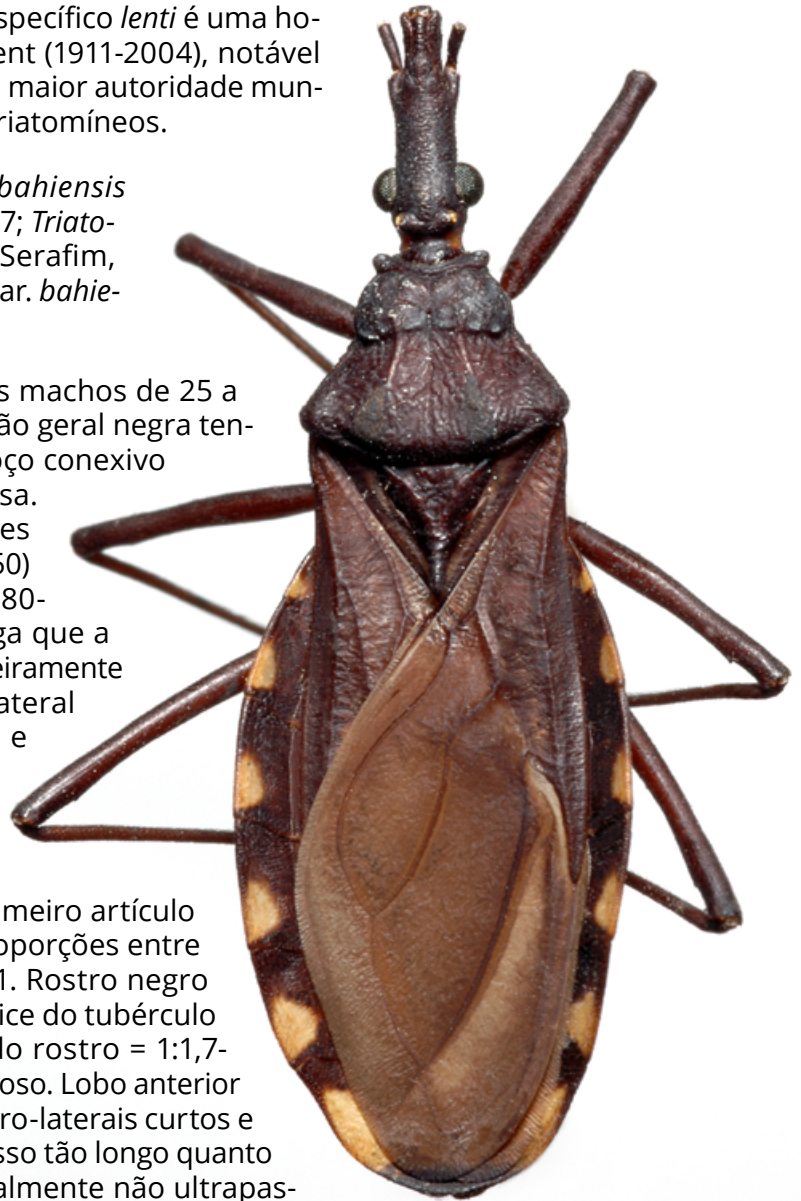 specífico lenti é uma ho-
ent (1911-2004), notável
maior autoridade mun-
riatomíneos.
bahiensis
7; Triato-
Serafim,
ar. bahie-
s machos de 25 a
ão geral negra ten-
oço conexivo
sa.
es
50)
80-
ga que a
eiramente
ateral
e
meiro artículo
oporções entre
1. Rostro negro
ice do tubérculo
do rostro = 1:1,7-
oso. Lobo anterior
ro-laterais curtos e
sso tão longo quanto
almente não ultrapas-